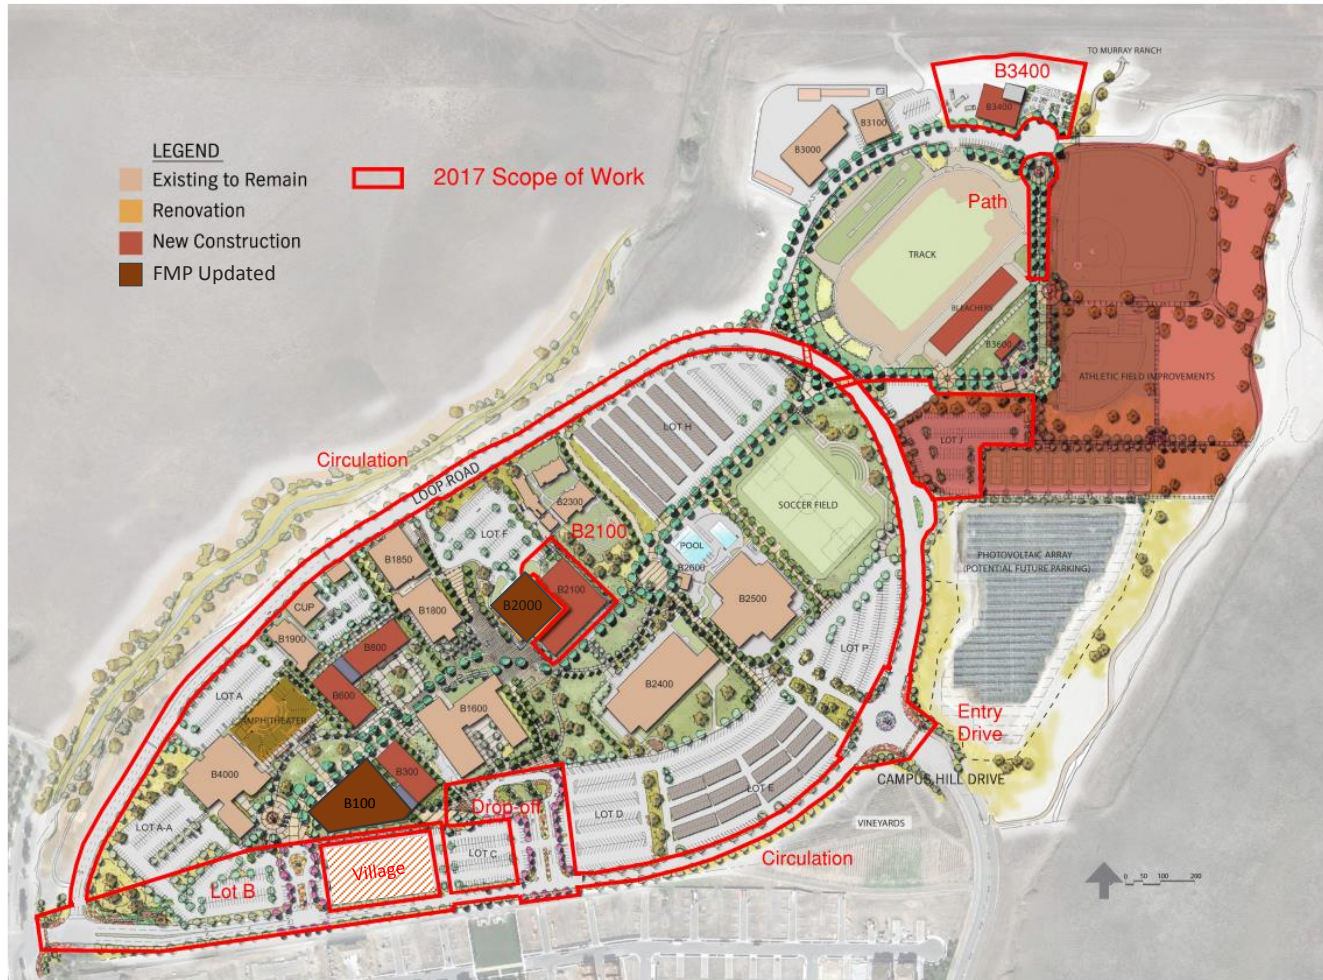 TO MURRAY RANCH
B3400
B3400
B3100
B3000
LEGEND
Existing to Remain
Renovation
New Construction
FMP Updated
2017 Scope of Work
Path
TRACK
BLEACHERS
B3600
ATHLETIC FIELD IMPROVEMENTS
LOT J
Circulation
LOOP ROAD
LOT H
B2300
SOCCER FIELD
LOT F
B2100
POOL
B2600
PHOTOVOLTAIC ARRAY
(POTENTIAL FUTURE PARKING)
B1850
B2100
B2000
B2500
CUP
B1800
B1900
B800
LOT P
B2400
LOT A
B600
AMPHITHEATER
B1600
Entry
Drive
B4000
B300
CAMPUS HILL DRIVE
LOT E
B100
Drop-off
LOT D
LOT A-A
VINEYARDS
LOT C
Circulation
Village
Lot B
0 50 100 200